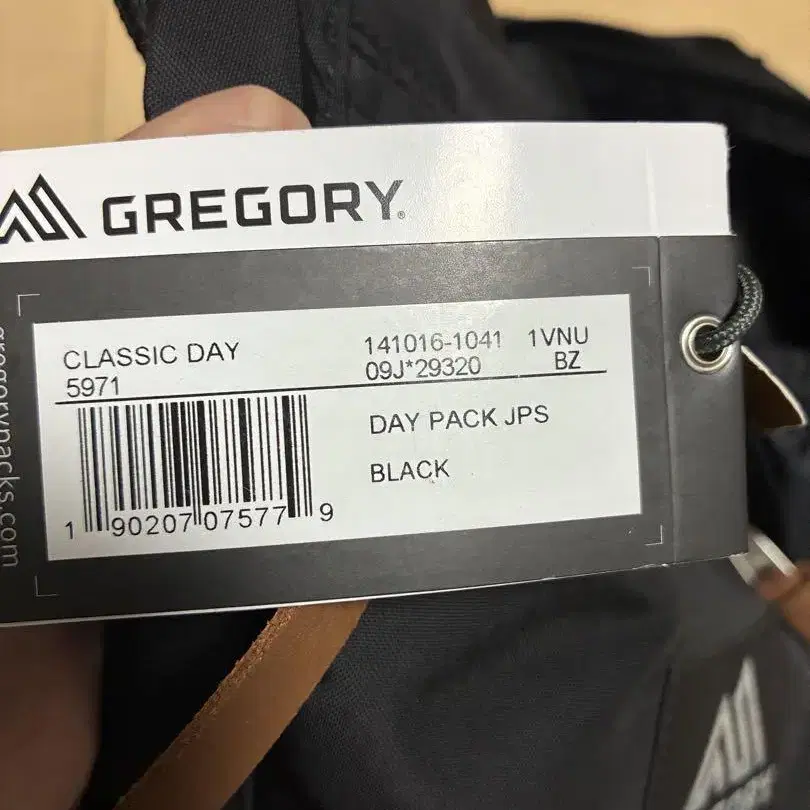 GREGORY®
CLASSIC DAY
5971
141016-1041 1VNU
09J*29320 BZ
DAY PACK JPS
BLACK
1 90207 07577 9
gregorypacks.com